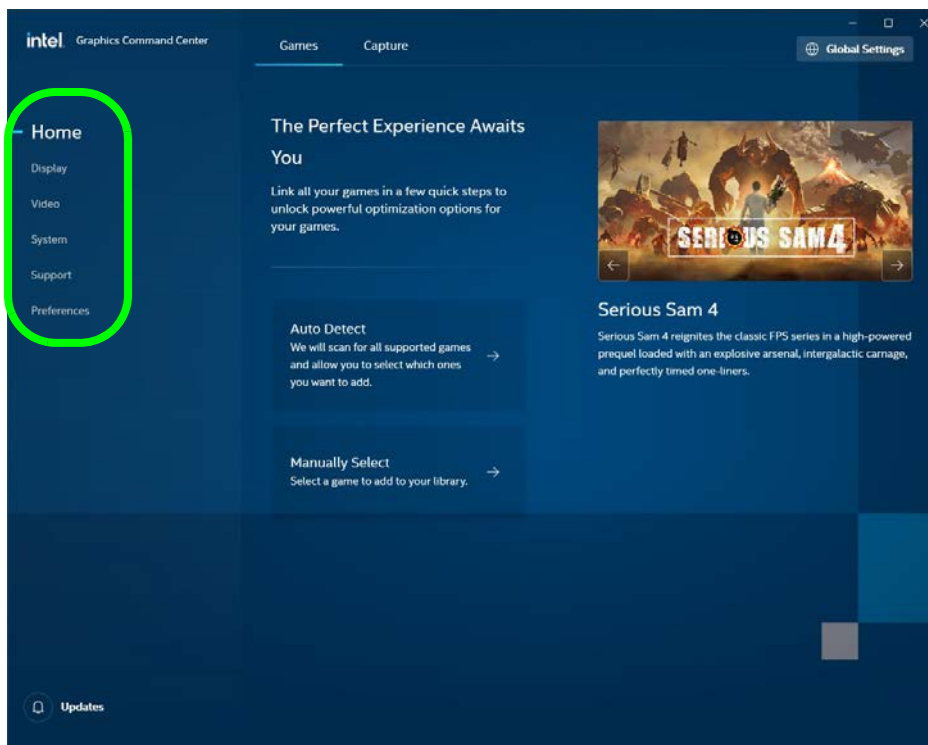 intel. Graphics Command Center
Games
Capture
Global Settings
Home
Display
Video
System
Support
Preferences
The Perfect Experience Awaits
You
Link all your games in a few quick steps to
unlock powerful optimization options for
your games.
Auto Detect
We will scan for all supported games
and allow you to select which ones
you want to add.
Manually Select
Select a game to add to your library.
SERIOUS SAM 4
Serious Sam 4
Serious Sam 4 reignites the classic FPS series in a high-powered
prequel loaded with an explosive arsenal, intergalactic carnage,
and perfectly timed one-liners.
Updates